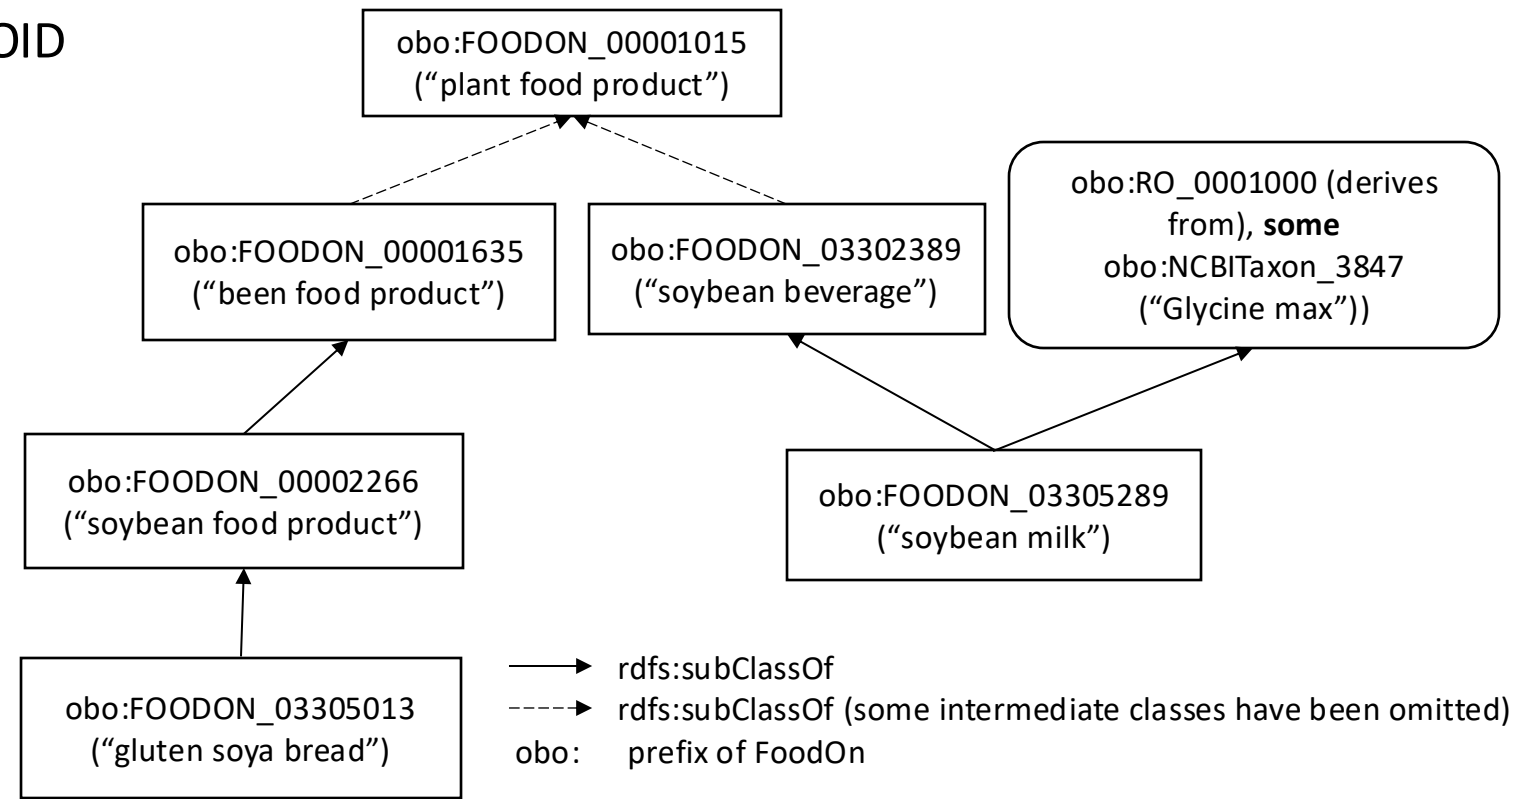 OID
obo:FOODON_00001015
(“plant food product”)
obo:RO_0001000 (derives
from), some
obo:NCBITaxon_3847
(“Glycine max”))
obo:FOODON_00001635
(“been food product”)
obo:FOODON_03302389
(“soybean beverage”)
obo:FOODON_00002266
(“soybean food product”)
obo:FOODON_03305289
(“soybean milk”)
obo:FOODON_03305013
(“gluten soya bread”)
rdfs:subClassOf
rdfs:subClassOf (some intermediate classes have been omitted)
obo: prefix of FoodOn